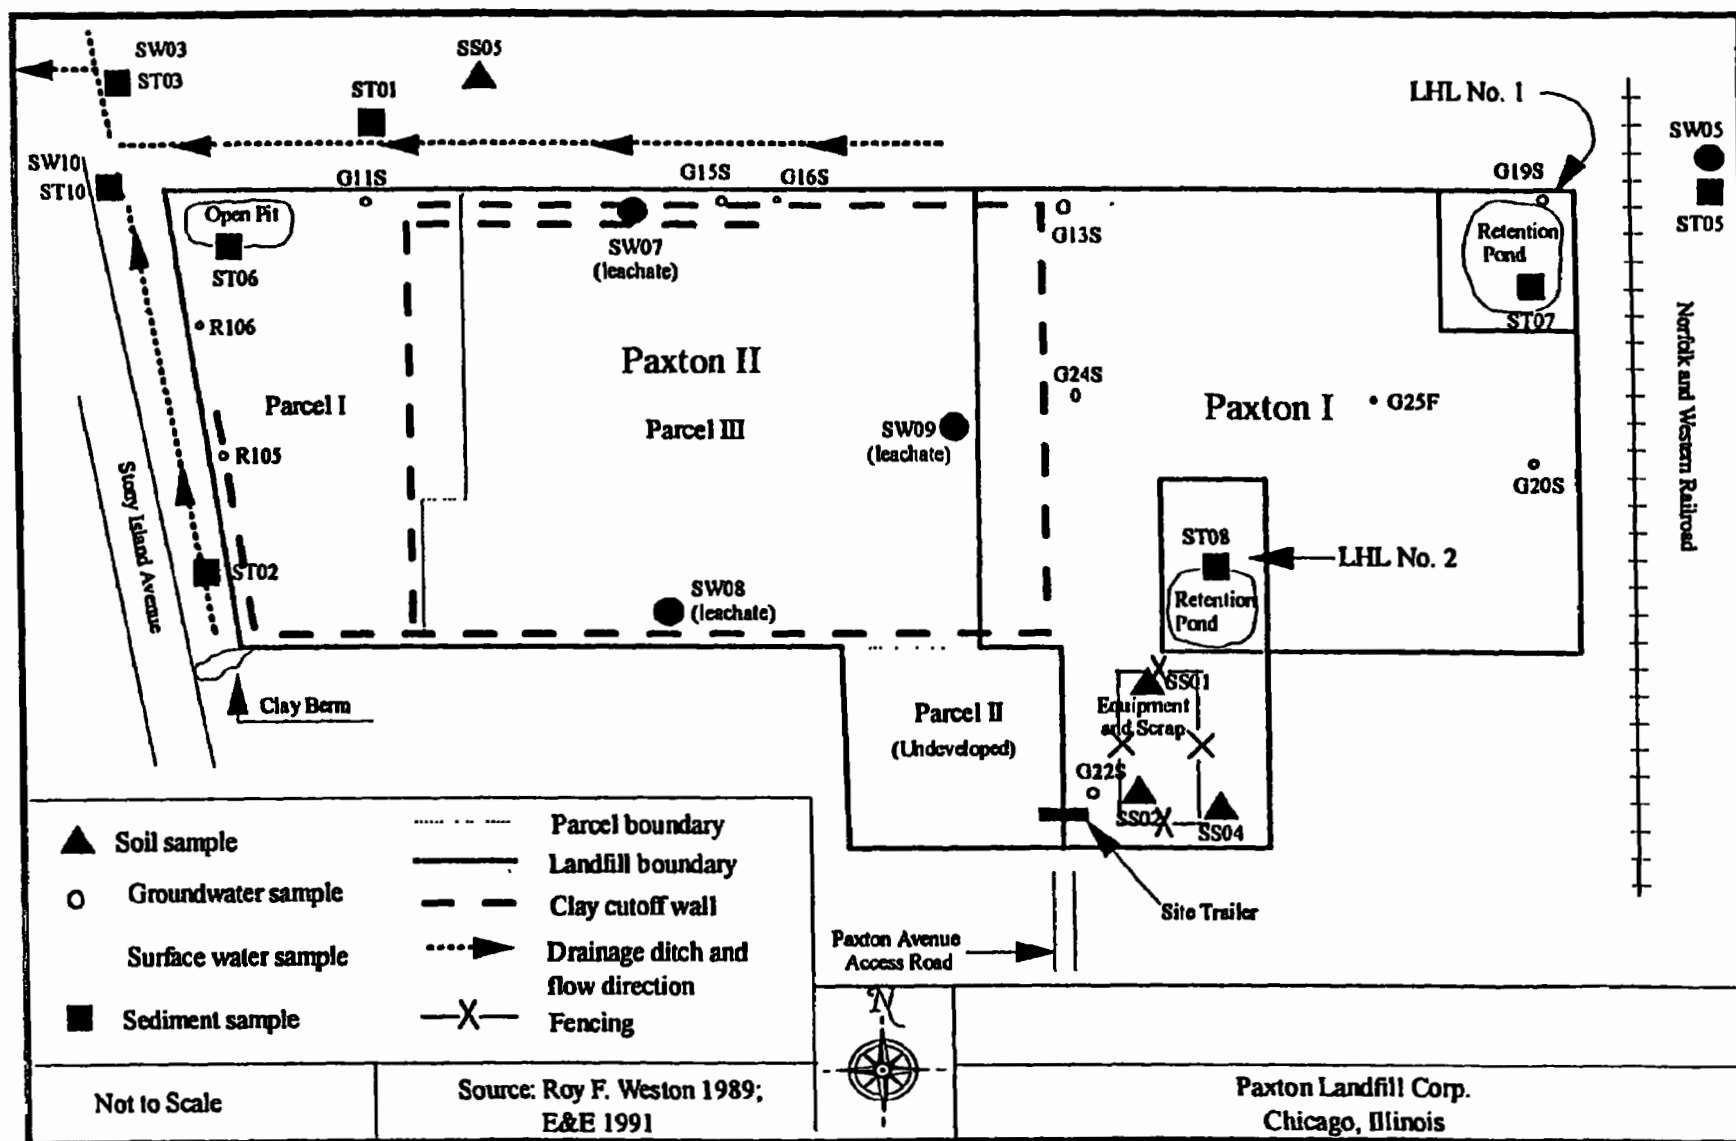 SW03
ST03
SS05
ST01
LHL No. 1
SW05
ST05
SW10
ST10
G11S
G15S
G16S
G19S
Open Pit
ST06
SW07
(leachate)
G13S
Retention
Pond
ST07
R106
Paxton II
Parcel I
Parcel III
G24S
Paxton I
G25F
SW09
(leachate)
R105
G20S
Stony Island Avenue
Norfolk and Western Railroad
ST02
ST08
LHL No. 2
SW08
(leachate)
Retention
Pond
Clay Berm
Parcel II
(Undeveloped)
SS01
Equipment
and Scrap
G22S
SS02
SS04
Site Trailer
Paxton Avenue
Access Road
Soil sample
Groundwater sample
Surface water sample
Sediment sample
Parcel boundary
Landfill boundary
Clay cutoff wall
Drainage ditch and
flow direction
Fencing
N
Not to Scale
Source: Roy F. Weston 1989;
E&E 1991
Paxton Landfill Corp.
Chicago, Illinois